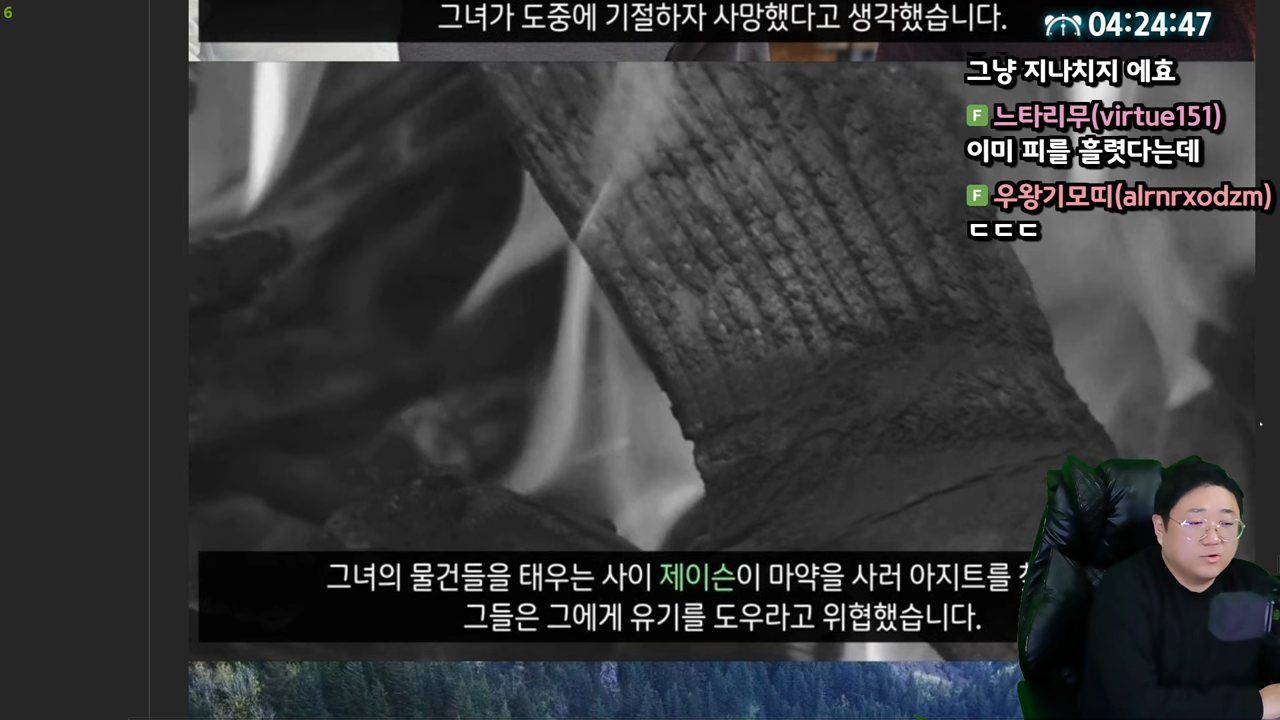 6
그녀가 도중에 기절하자 사망했다고 생각했습니다.
04:24:47
그냥 지나치지 에효
F 느타리무(virtue151)
이미 피를 흘렷다는데
F 우왕기모띠(alrnrxodzm)
ㄷㄷㄷ
그녀의 물건들을 태우는 사이 제이슨이 마약을 사러 아지트를
그들은 그에게 유기를 도우라고 위협했습니다.